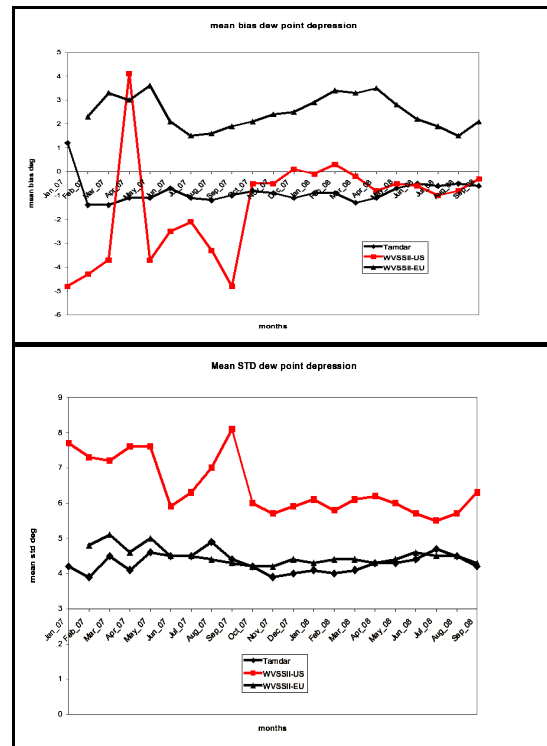 mean bias dew point depression
5
4
3
2
1
0
-1
-2
-3
-4
-5
-6
mean bias deg
Jan_07
Feb_07
Mar_07
Apr_07
May_07
Jun_07
Jul_07
Aug_07
Sep_07
Oct_07
Nov_07
Dec_07
Jan_08
Feb_08
Mar_08
Apr_08
May_08
Jun_08
Jul_08
Aug_08
Sep_08
Tamdar
WVSSII-US
WVSSII-EU
months
Mean STD dew point depression
9
8
7
6
5
4
3
2
1
0
mean std deg
Jan_07
Feb_07
Mar_07
Apr_07
May_07
Jun_07
Jul_07
Aug_07
Sep_07
Oct_07
Nov_07
Dec_07
Jan_08
Feb_08
Mar_08
Apr_08
May_08
Jun_08
Jul_08
Aug_08
Sep_08
Tamdar
WVSSII-US
WVSSII-EU
months